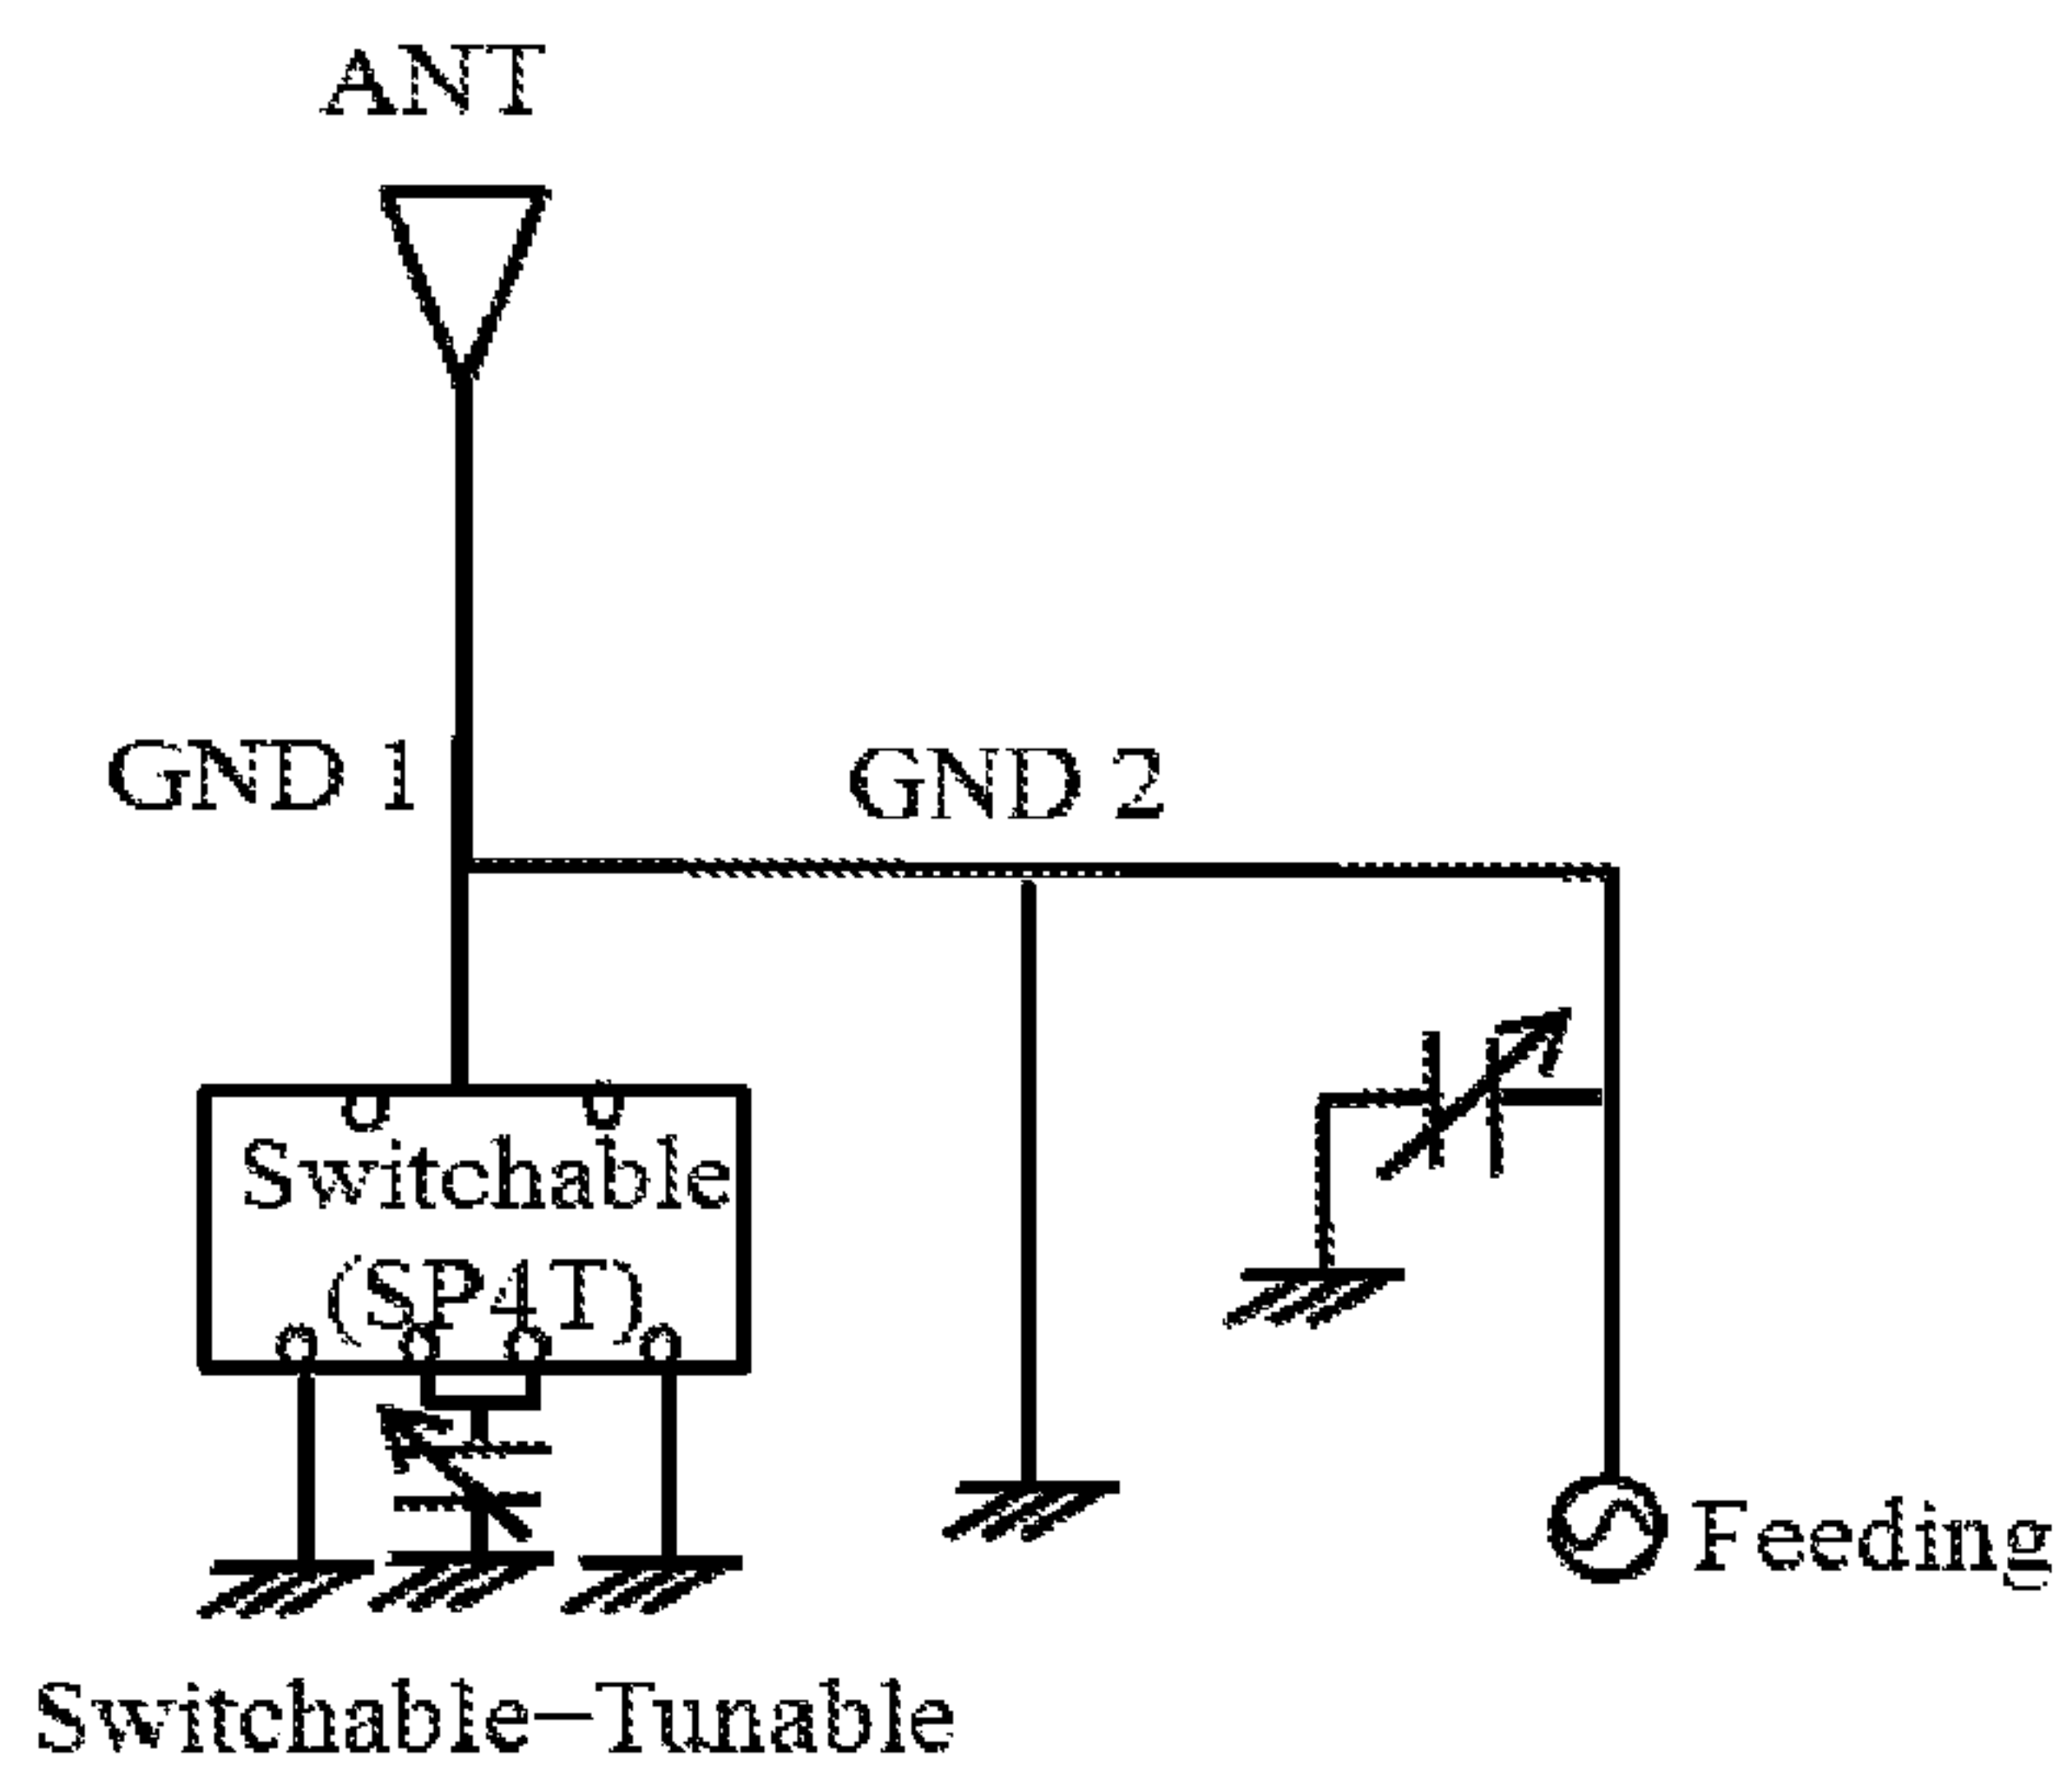 ANT
GND 1
GND 2
Switchable
(SP4T)
Feeding
Switchable-Tunable